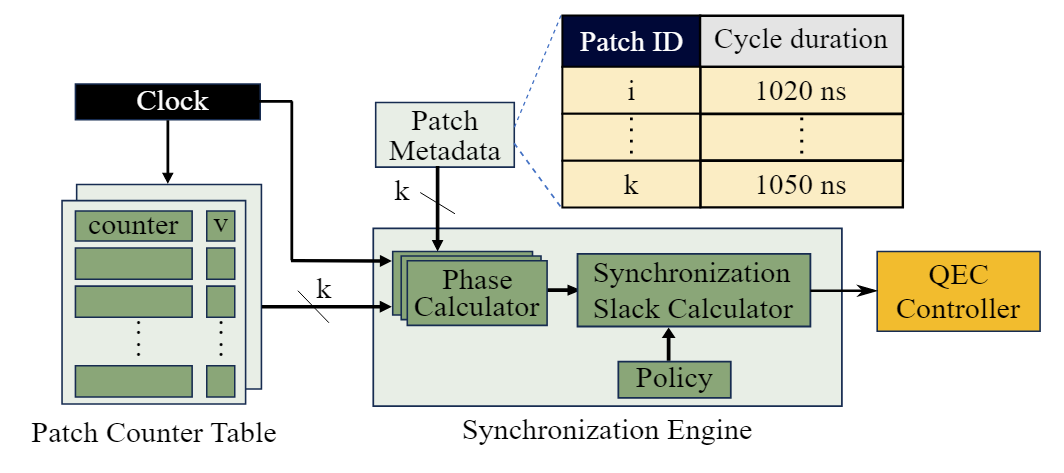 Patch ID Cycle duration
i 1020 ns
k 1050 ns
Clock
Patch
Metadata
k
counter v
k
Phase
Calculator
Synchronization
Slack Calculator
Policy
QEC
Controller
Patch Counter Table
Synchronization Engine